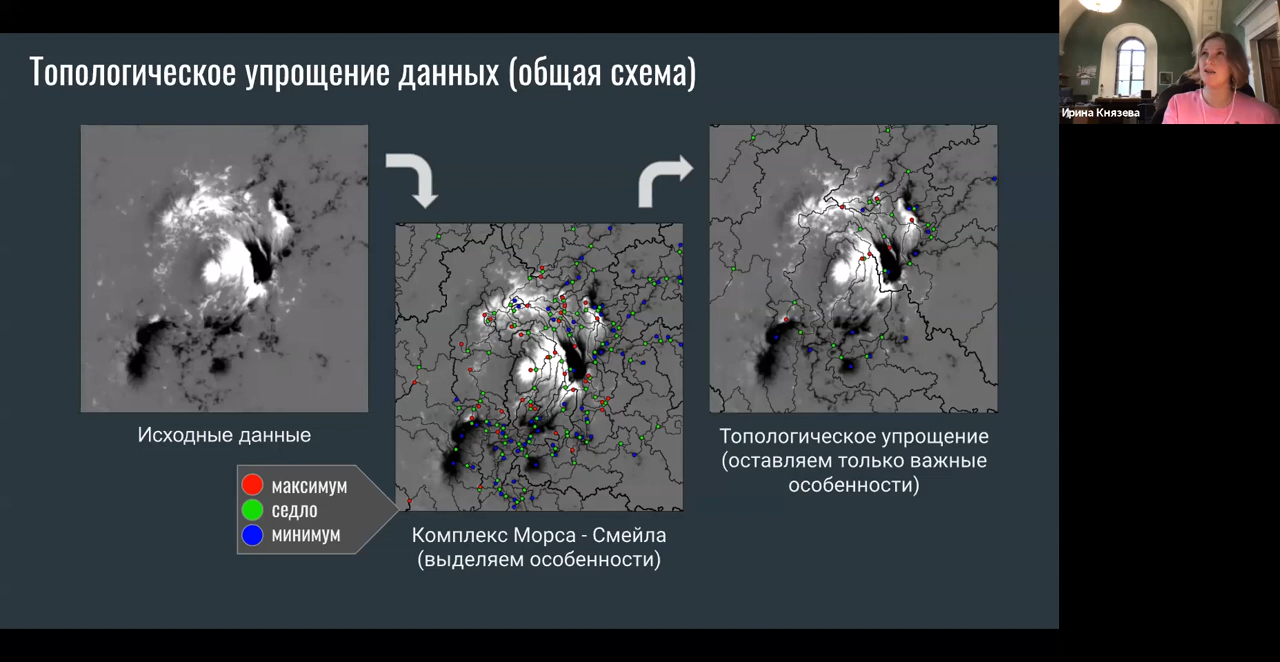 Топологическое упрощение данных (общая схема)
Ирина Князева
Исходные данные
максимум
седло
минимум
Комплекс Морса - Смейла
(выделяем особенности)
Топологическое упрощение
(оставляем только важные
особенности)